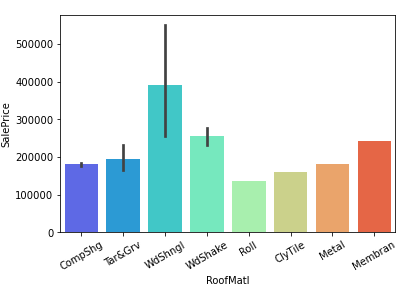 500000
400000
300000
200000
100000
0
SalePrice
CompShg Tar&Grv WdShngl WdShake Roll ClyTile Metal Membran
RoofMatl